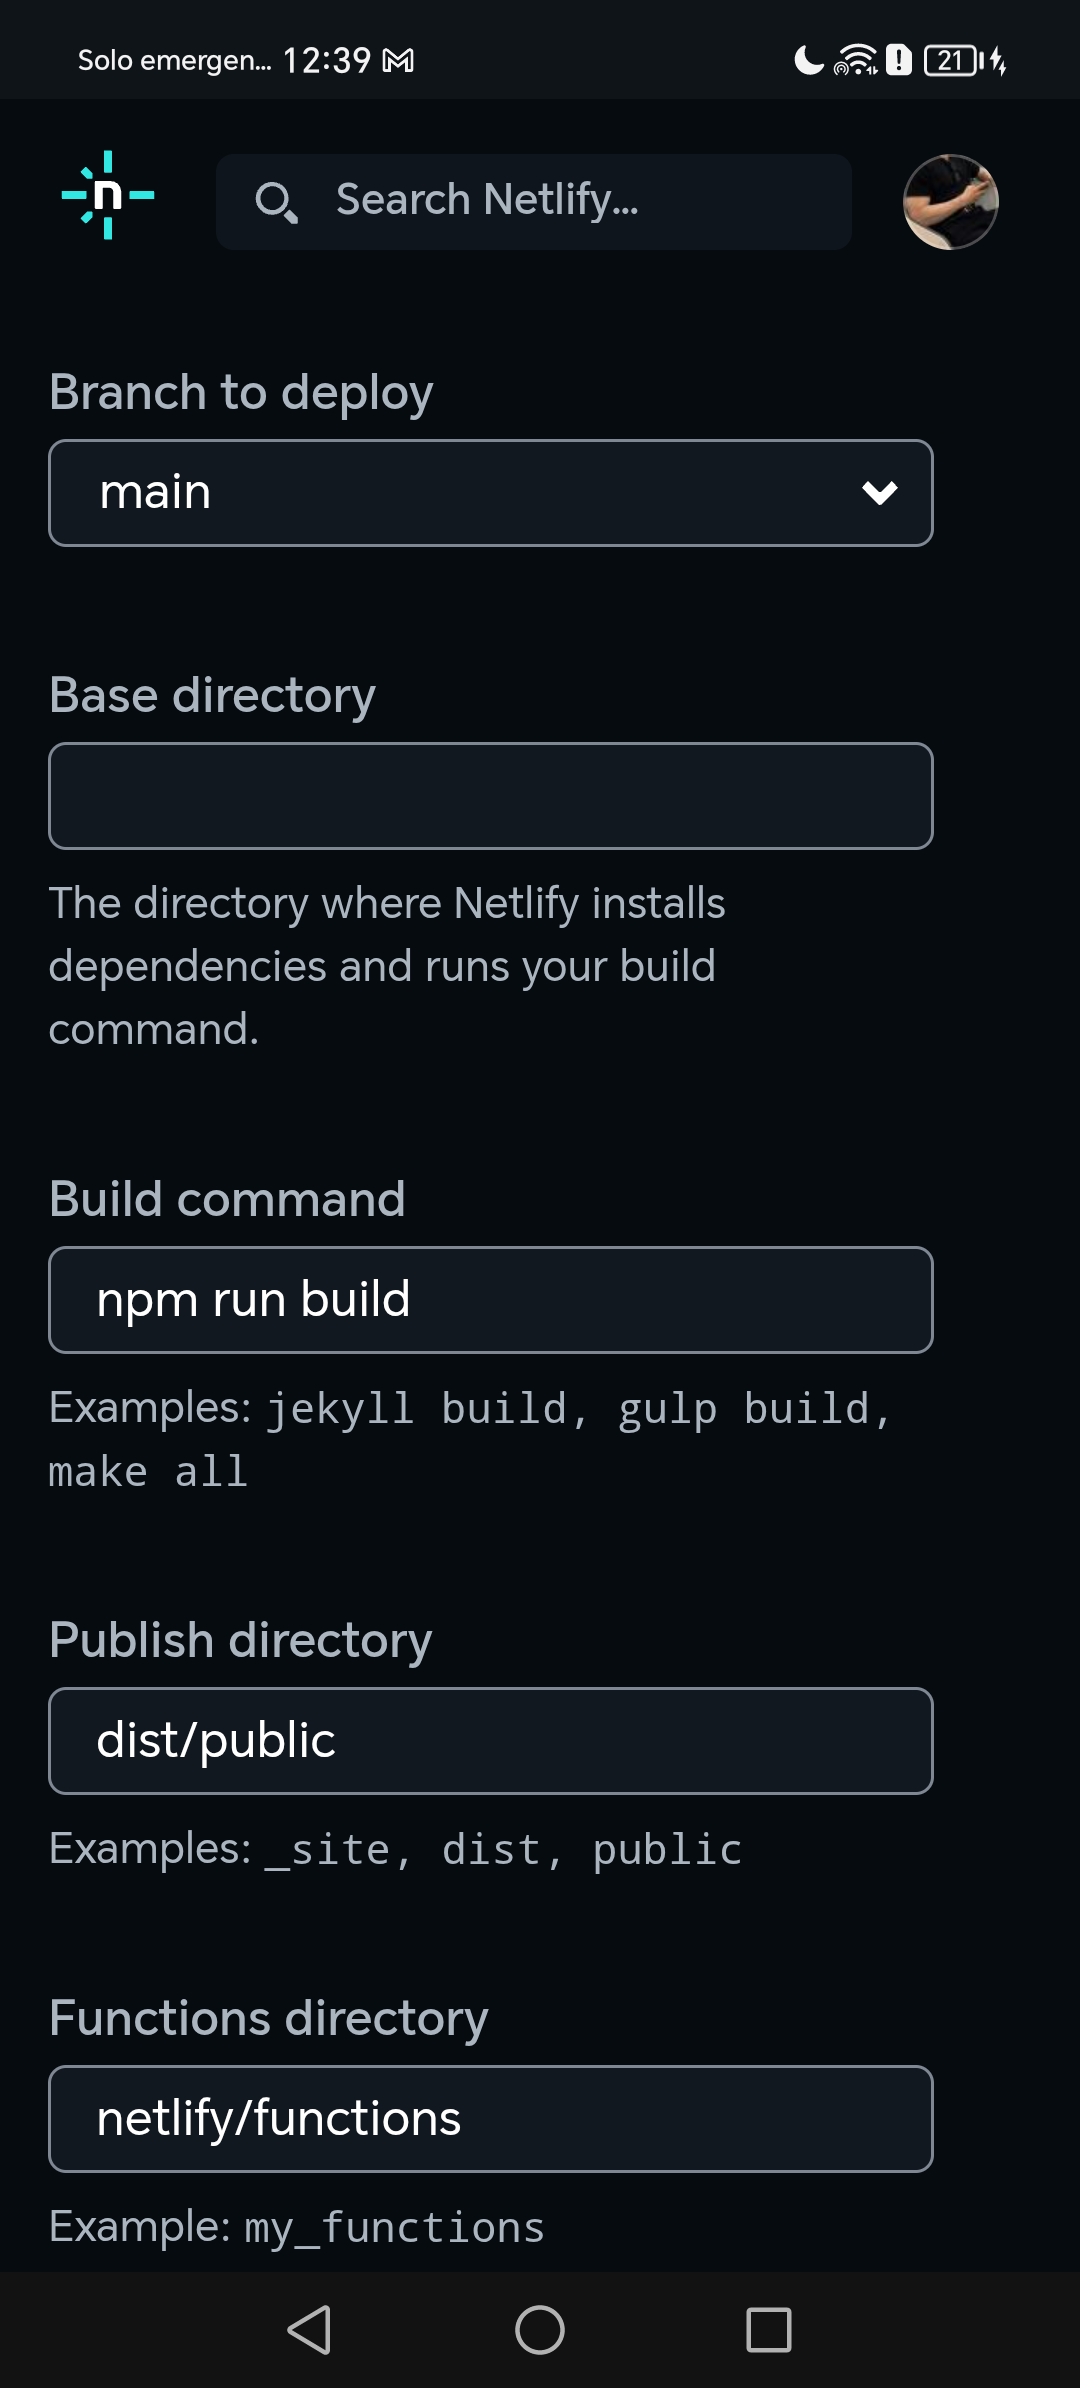 Solo emergen... 12:39
21
n
Search Netlify...
Branch to deploy
main
Base directory
The directory where Netlify installs
dependencies and runs your build
command.
Build command
npm run build
Examples: jekyll build, gulp build,
make all
Publish directory
dist/public
Examples: _site, dist, public
Functions directory
netlify/functions
Example: my_functions